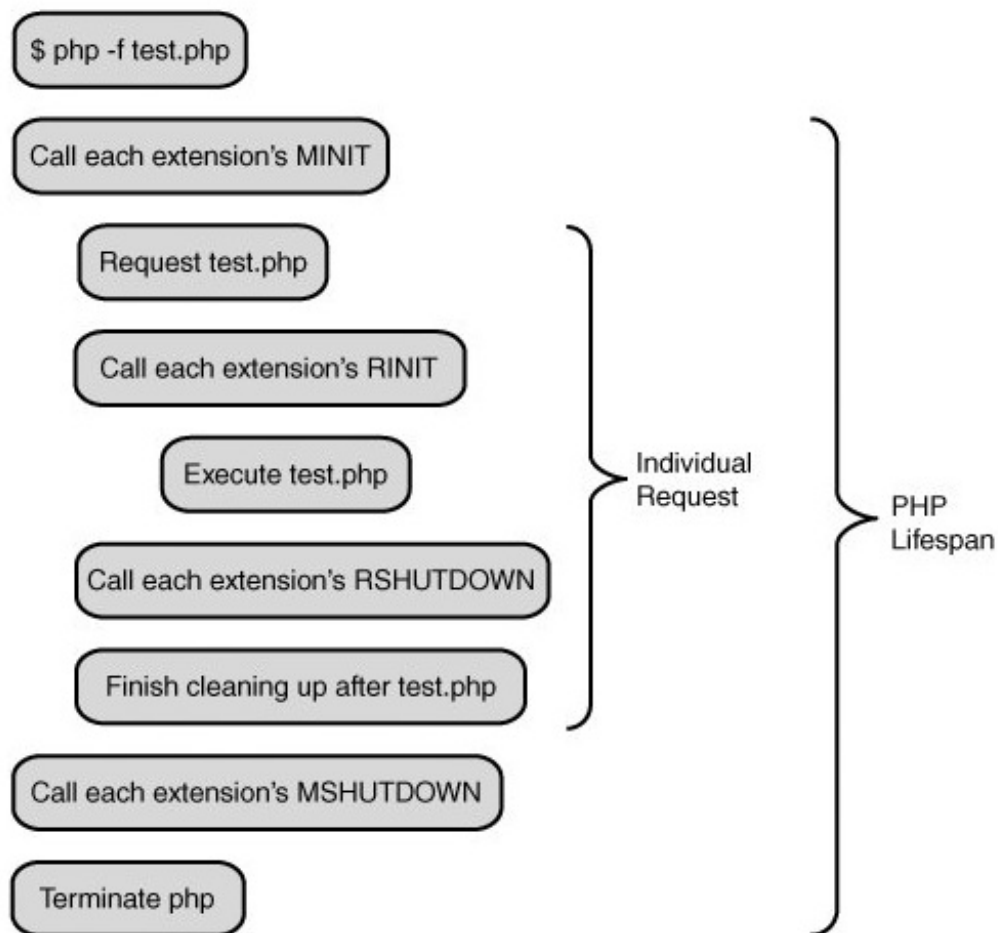 $ php -f test.php
Call each extension's MINIT
Request test.php
Call each extension's RINIT
Execute test.php
Individual
Request
PHP
Lifespan
Call each extension's RSHUTDOWN
Finish cleaning up after test.php
Call each extension's MSHUTDOWN
Terminate php